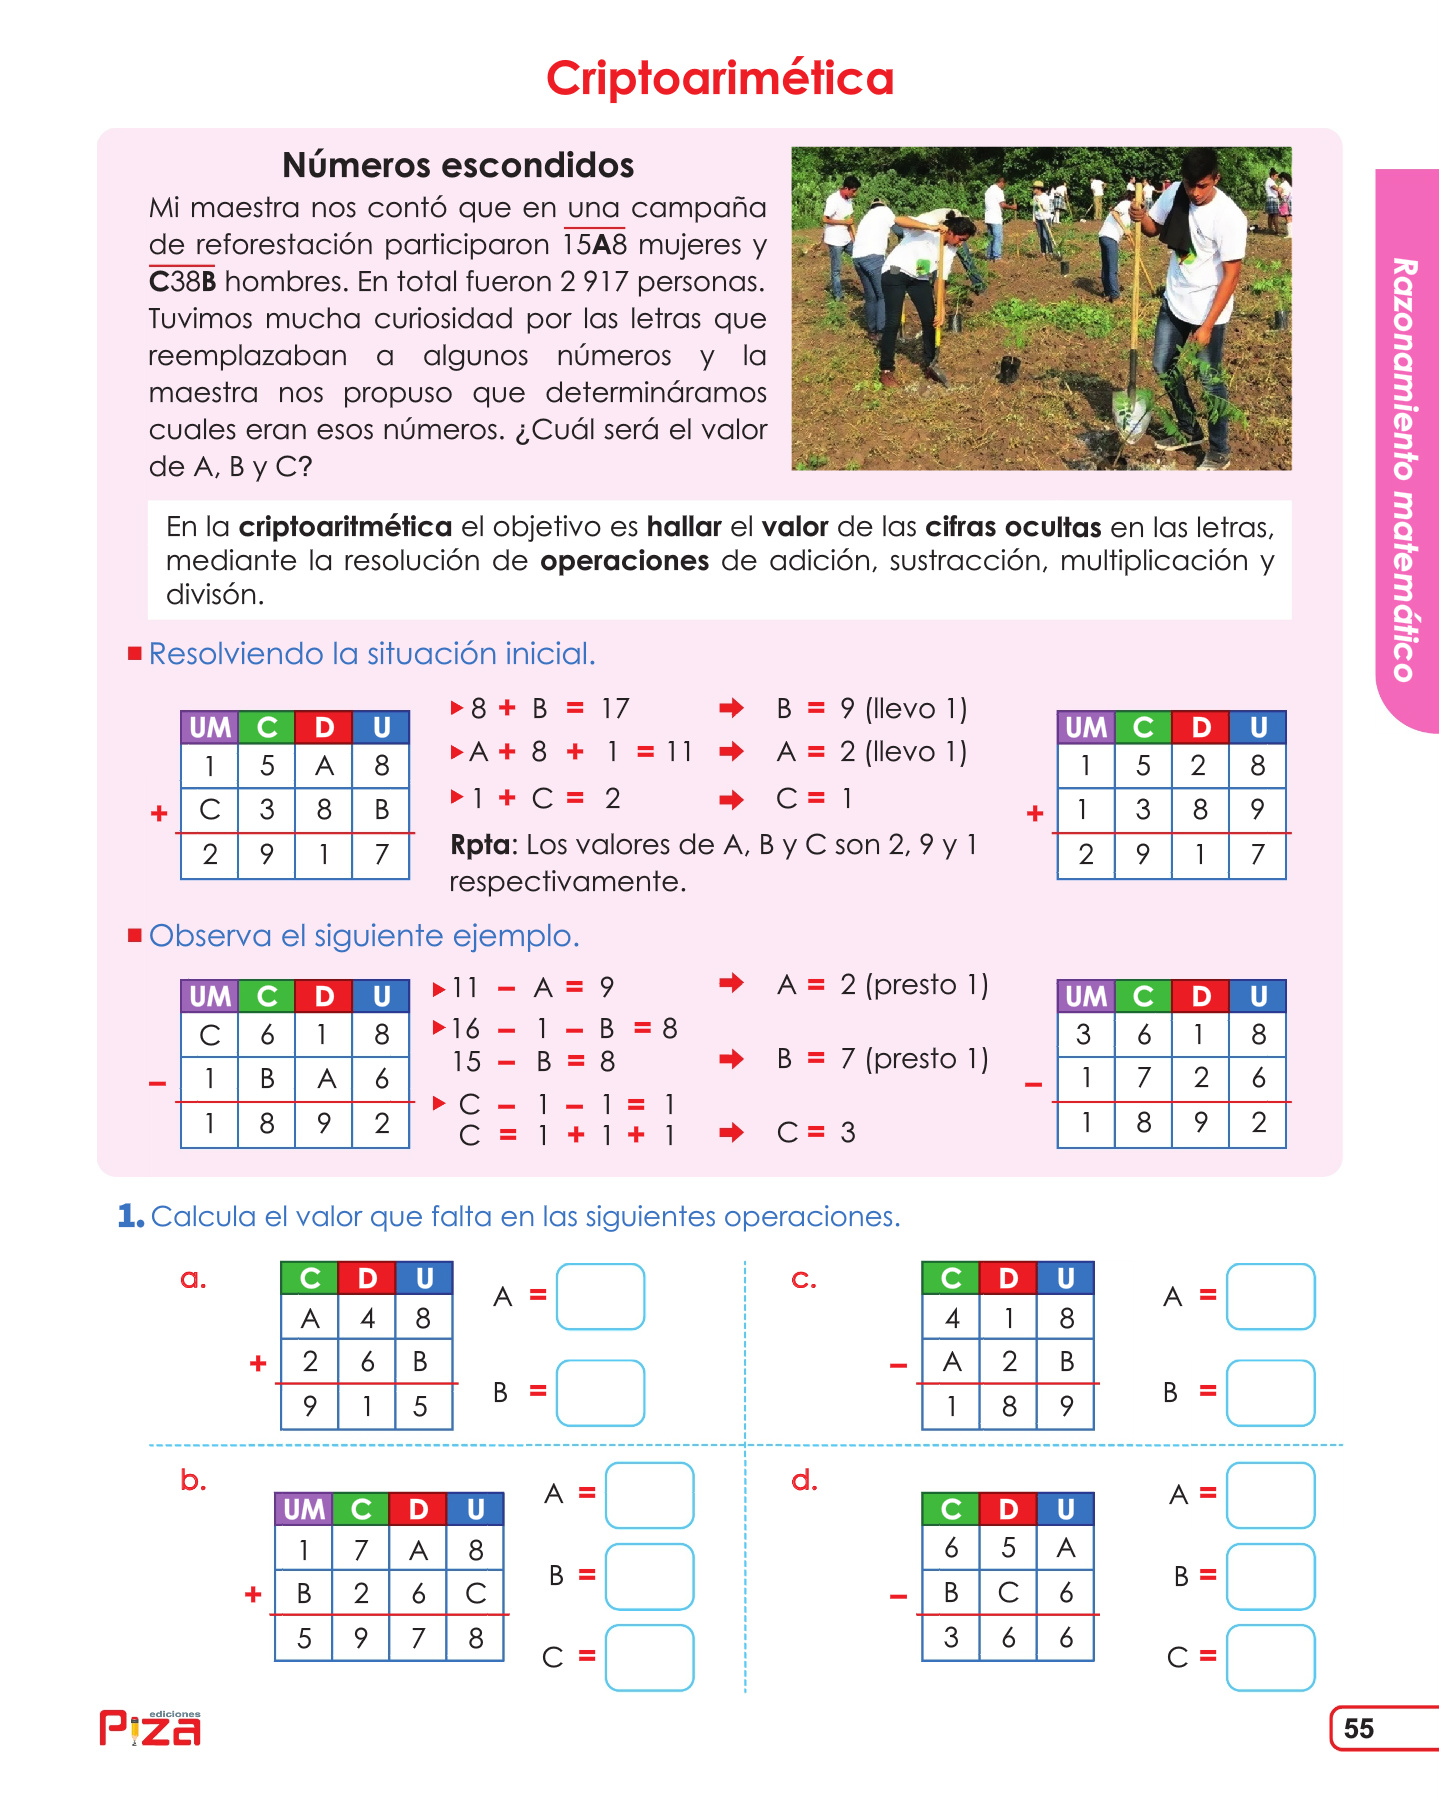 Criptoarimética
Números escondidos
Mi maestra nos contó que en una campaña
de reforestación participaron 15A8 mujeres y
C38B hombres. En total fueron 2 917 personas.
Tuvimos mucha curiosidad por las letras que
reemplazaban a algunos números y la
maestra nos propuso que determináramos
cuales eran esos números. ¿Cuál será el valor
de A, B y C?
Razonamiento matemático
En la criptoaritmética el objetivo es hallar el valor de las cifras ocultas en las letras,
mediante la resolución de operaciones de adición, sustracción, multiplicación y
divisón.
Resolviendo la situación inicial.
UM C D U
1 5 A 8
+ C 3 8 B
2 9 1 7
8 + B = 17 B = 9 (llevo 1)
A + 8 + 1 = 11 A = 2 (llevo 1)
1 + C = 2 C = 1
Rpta: Los valores de A, B y C son 2, 9 y 1
respectivamente.
UM C D U
1 5 2 8
+ 1 3 8 9
2 9 1 7
Observa el siguiente ejemplo.
UM C D U
C 6 1 8
– 1 B A 6
1 8 9 2
11 – A = 9 A = 2 (presto 1)
16 – 1 – B = 8
15 – B = 8 B = 7 (presto 1)
C – 1 – 1 = 1
C = 1 + 1 + 1 C = 3
UM C D U
3 6 1 8
– 1 7 2 6
1 8 9 2
1. Calcula el valor que falta en las siguientes operaciones.
a.
C D U
A 4 8
+ 2 6 B
9 1 5
A =
B =
c.
C D U
4 1 8
– A 2 B
1 8 9
A =
B =
b.
UM C D U
1 7 A 8
+ B 2 6 C
5 9 7 8
A =
B =
C =
d.
C D U
6 5 A
– B C 6
3 6 6
A =
B =
C =
ediciones
Piza
55